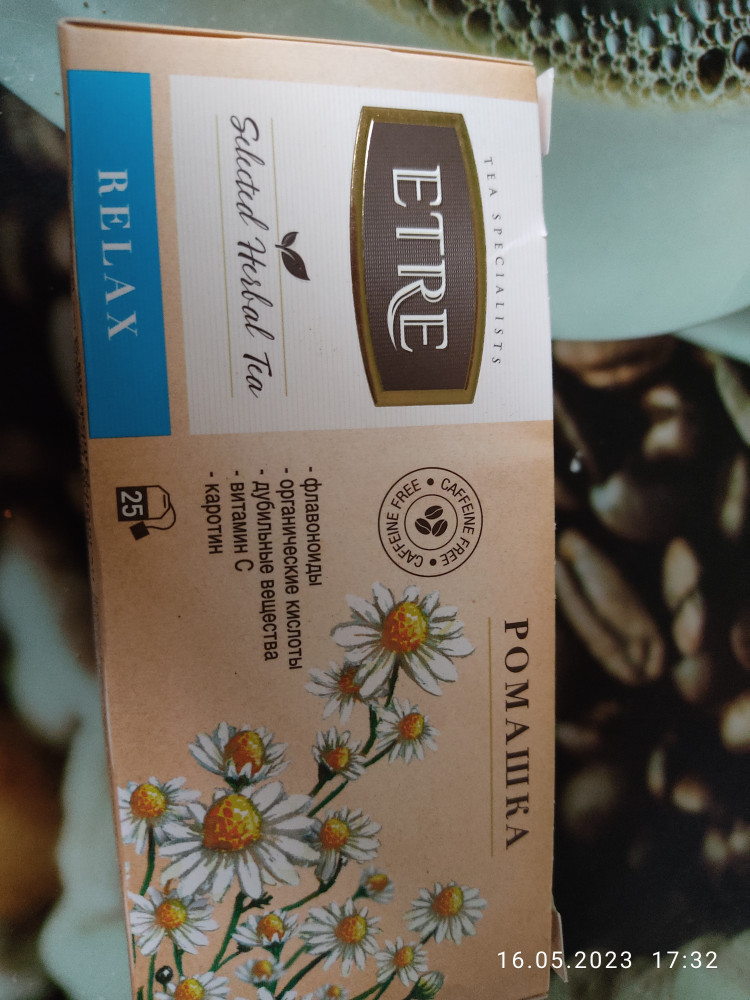 TEA SPECIALISTS
ETRE
Selected Herbal Tea
RELAX
РОМАШКА
CAFFEINE FREE • CAFFEINE FREE •
- флавоноиды
- органические кислоты
- дубильные вещества
- витамин С
- каротин
25
16.05.2023 17:32